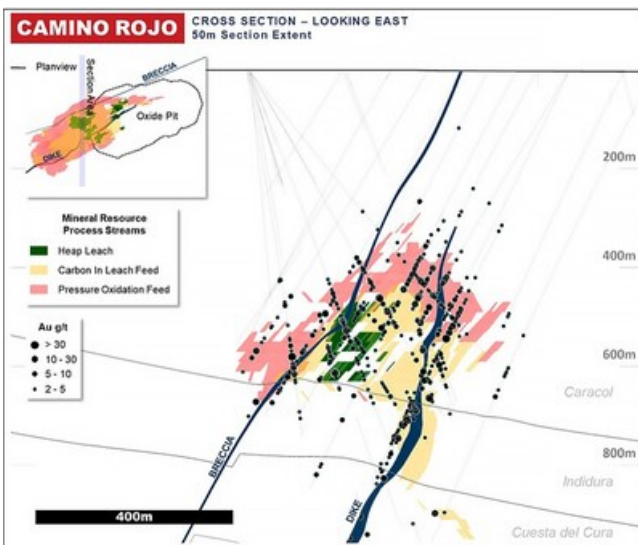 CAMINO ROJO
CROSS SECTION – LOOKING EAST
50m Section Extent
Planview
Section Area
BRECCIA
Oxide Pit
DIKE
200m
Mineral Resource
Process Streams
Heap Leach
Carbon In Leach Feed
Pressure Oxidation Feed
400m
Au g/t
> 30
10 - 30
5 - 10
2 - 5
600m
Caracol
800m
BRECCIA
Indidura
DIKE
400m
Cuesta del Cura